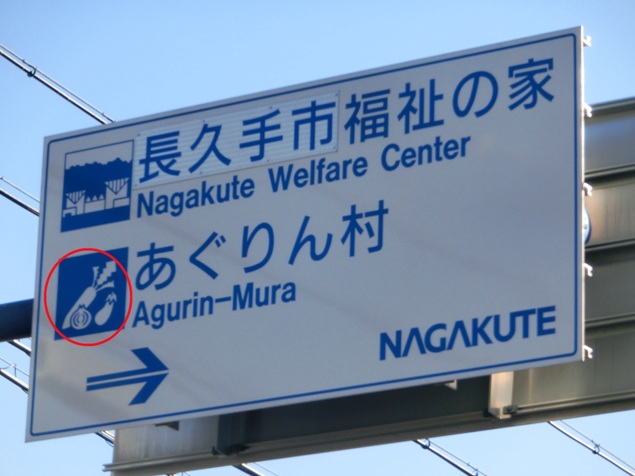 長久手市福祉の家
Nagakute Welfare Center
あぐりん村
Agurin-Mura
NAGAKUTE